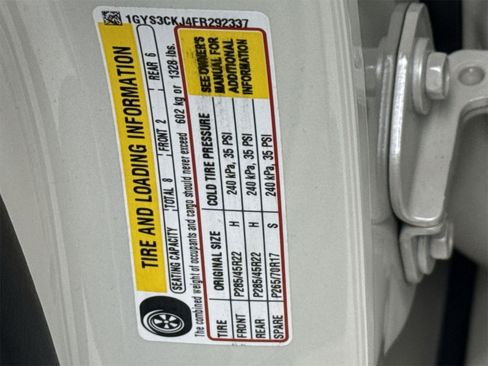 1GYS3CKJ4FR292337
TIRE AND LOADING INFORMATION
SEATING CAPACITY TOTAL 8 FRONT 2 REAR 6
The combined weight of occupants and cargo should never exceed 602 kg or 1328 lbs.
TIRE ORIGINAL SIZE COLD TIRE PRESSURE
FRONT P285/45R22 H 240 kPa, 35 PSI
REAR P285/45R22 H 240 kPa, 35 PSI
SPARE P265/70R17 S 240 kPa, 35 PSI
SEE OWNER'S
MANUAL FOR
ADDITIONAL
INFORMATION